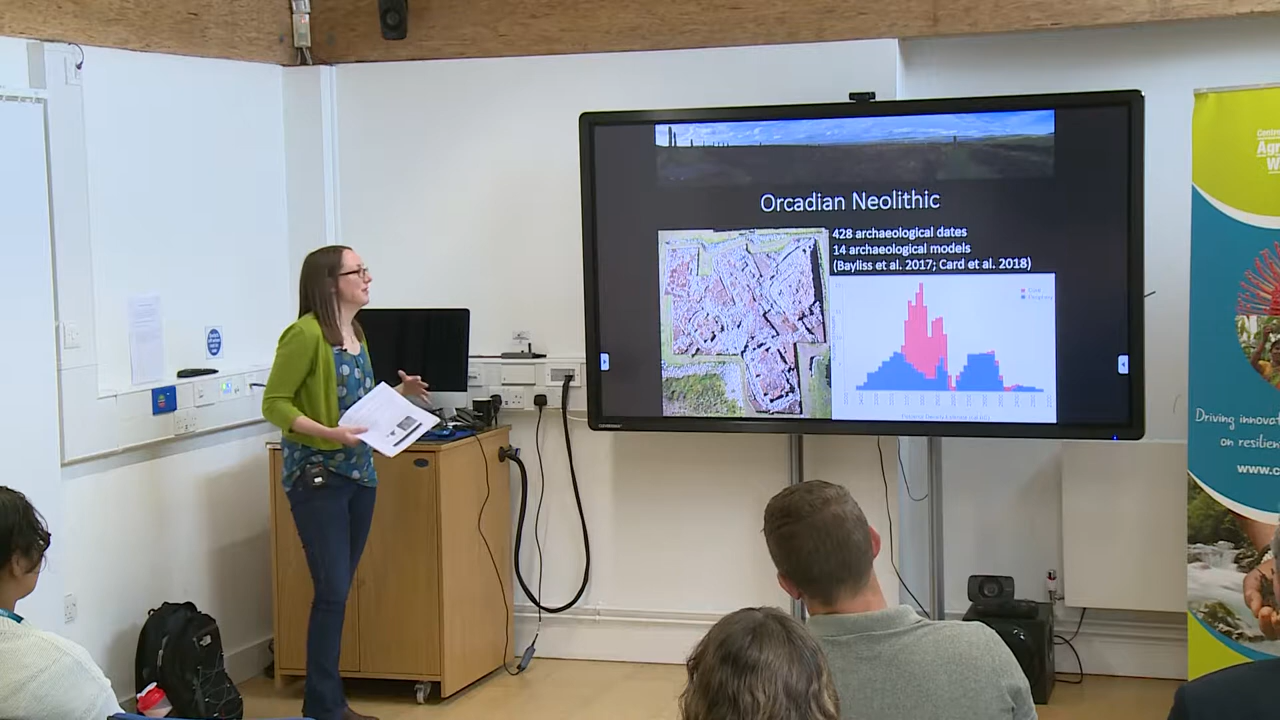 Orcadian Neolithic
428 archaeological dates
14 archaeological models
(Bayliss et al. 2017; Card et al. 2018)
Driving innovat
on resilien
www.c